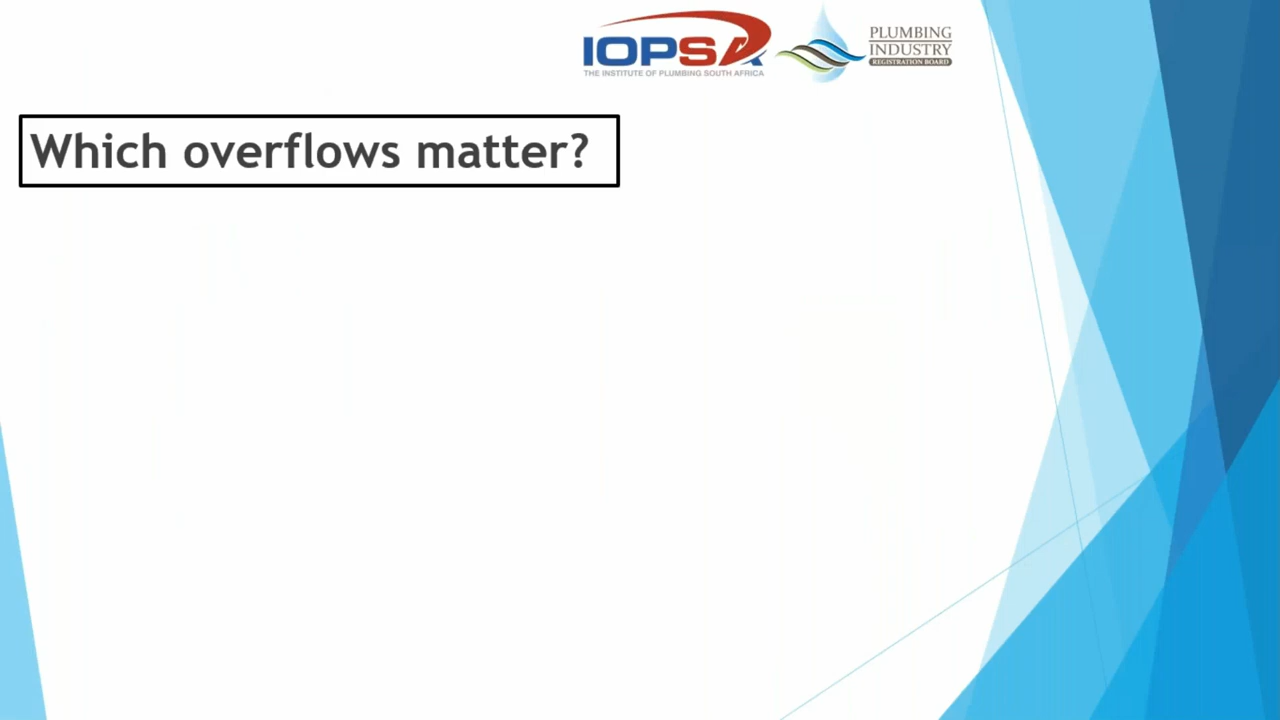 IOPSA
THE INSTITUTE OF PLUMBING SOUTH AFRICA
PLUMBING
INDUSTRY
REGISTRATION BOARD
Which overflows matter?